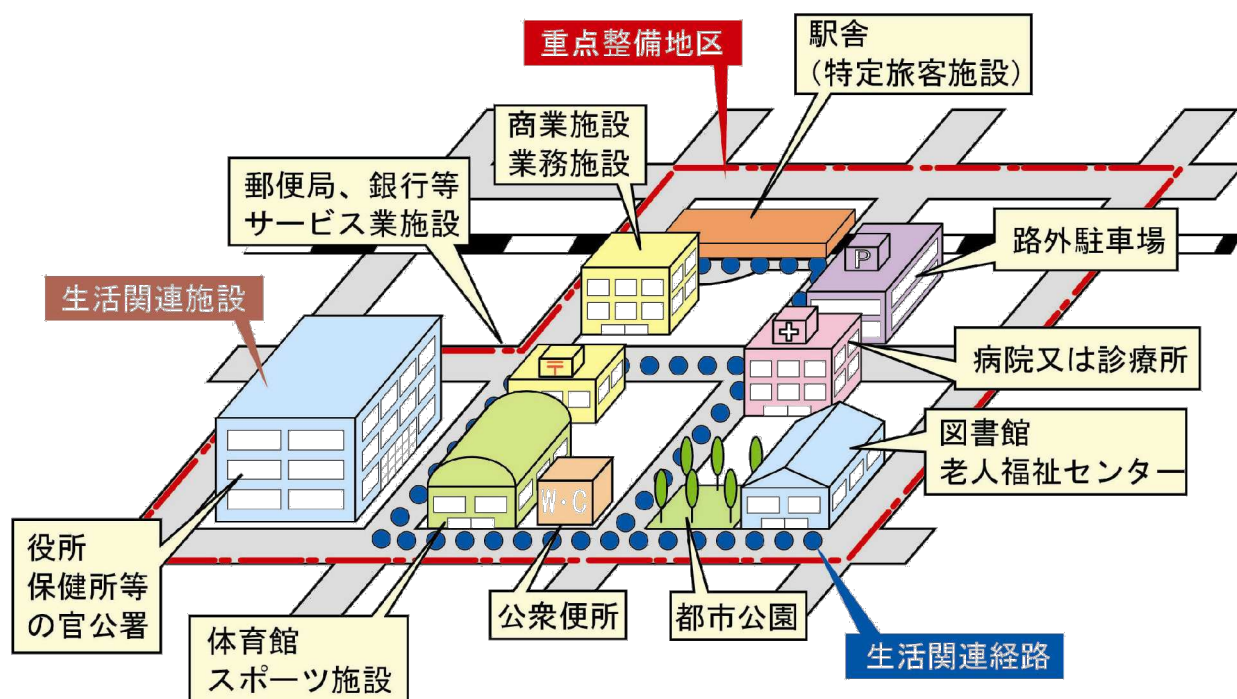 重点整備地区
駅舎
（特定旅客施設）
商業施設
業務施設
郵便局、銀行等
サービス業施設
路外駐車場
P
生活関連施設
病院又は診療所
〒
図書館
老人福祉センター
W・C
役所
保健所等
の官公署
公衆便所
都市公園
体育館
スポーツ施設
生活関連経路